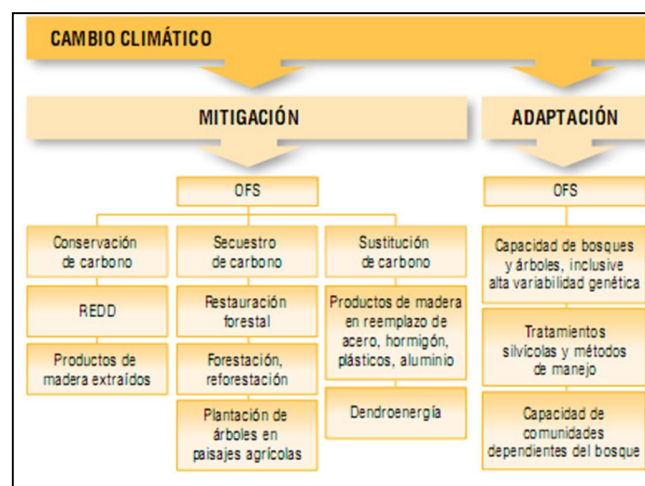 CAMBIO CLIMÁTICO
MITIGACIÓN
ADAPTACIÓN
OFS
OFS
Conservación
de carbono
Secuestro
de carbono
Sustitución
de carbono
Capacidad de bosques
y árboles, inclusive
alta variabilidad genética
REDD
Restauración
forestal
Productos de madera
en reemplazo de
acero, hormigón,
plásticos, aluminio
Tratamientos
silvícolas y métodos
de manejo
Productos de
madera extraídos
Forestación,
reforestación
Dendroenergía
Capacidad de
comunidades
dependientes del bosque
Plantación de
árboles en
paisajes agrícolas